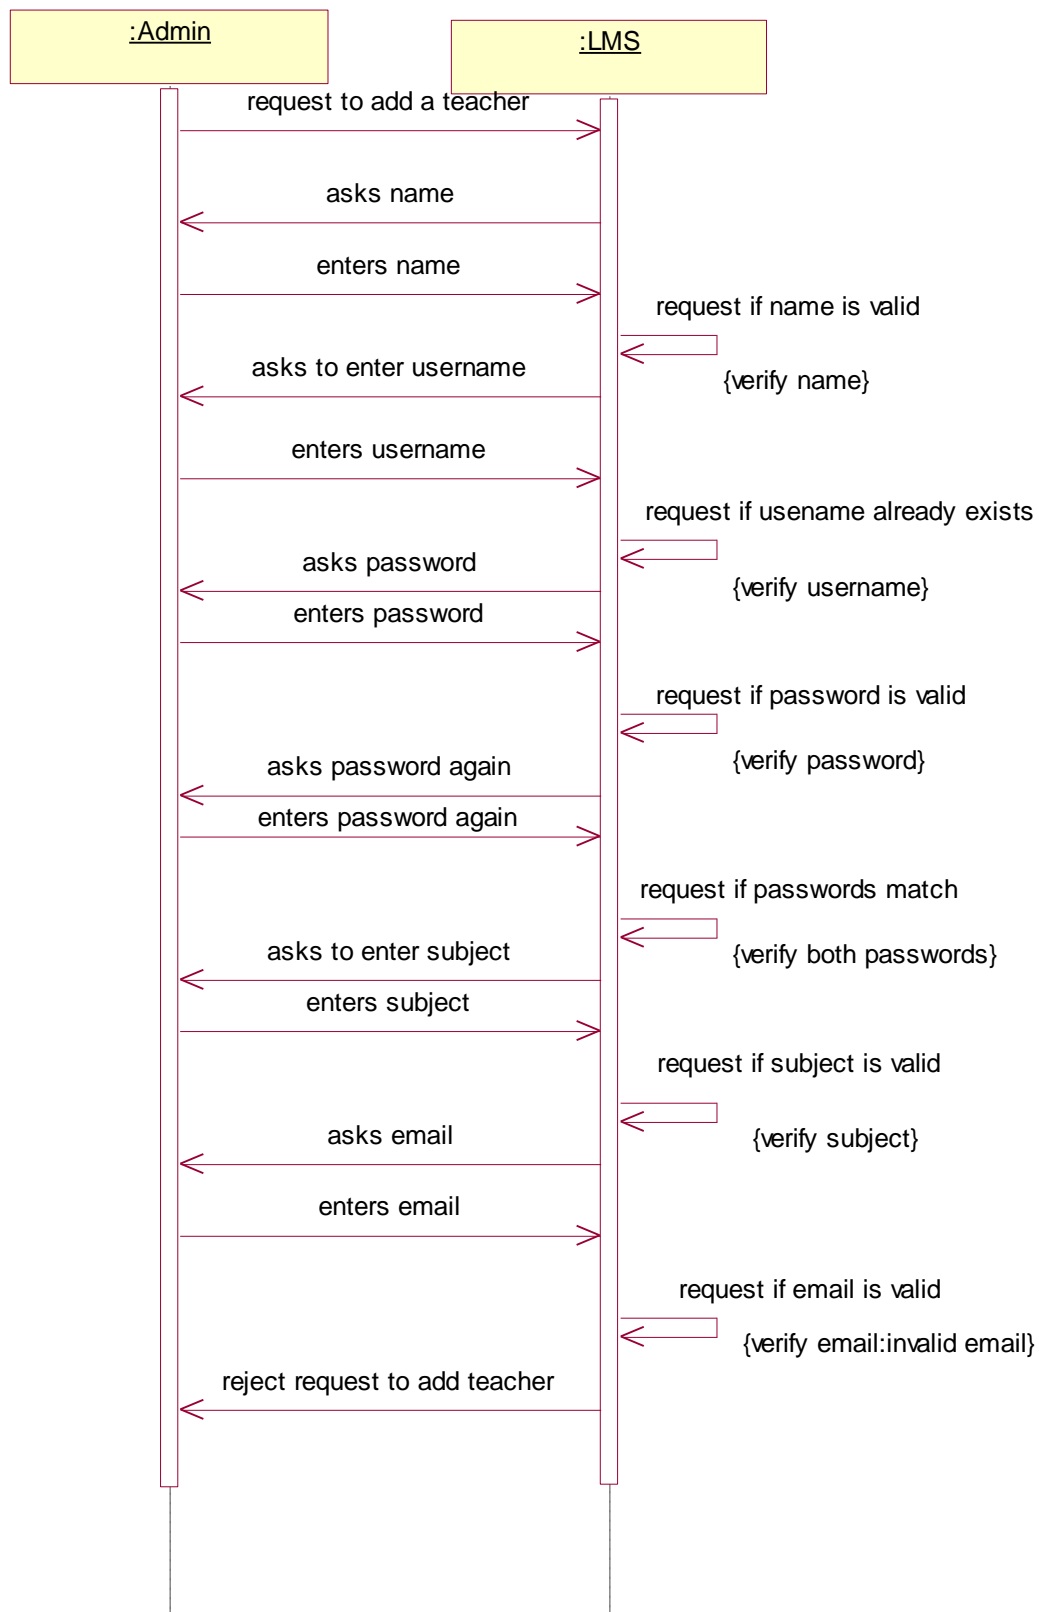 :Admin
:LMS
request to add a teacher
asks name
enters name
request if name is valid
asks to enter username
{verify name}
enters username
request if usename already exists
asks password
{verify username}
enters password
request if password is valid
{verify password}
asks password again
enters password again
request if passwords match
asks to enter subject
{verify both passwords}
enters subject
request if subject is valid
asks email
{verify subject}
enters email
request if email is valid
{verify email:invalid email}
reject request to add teacher